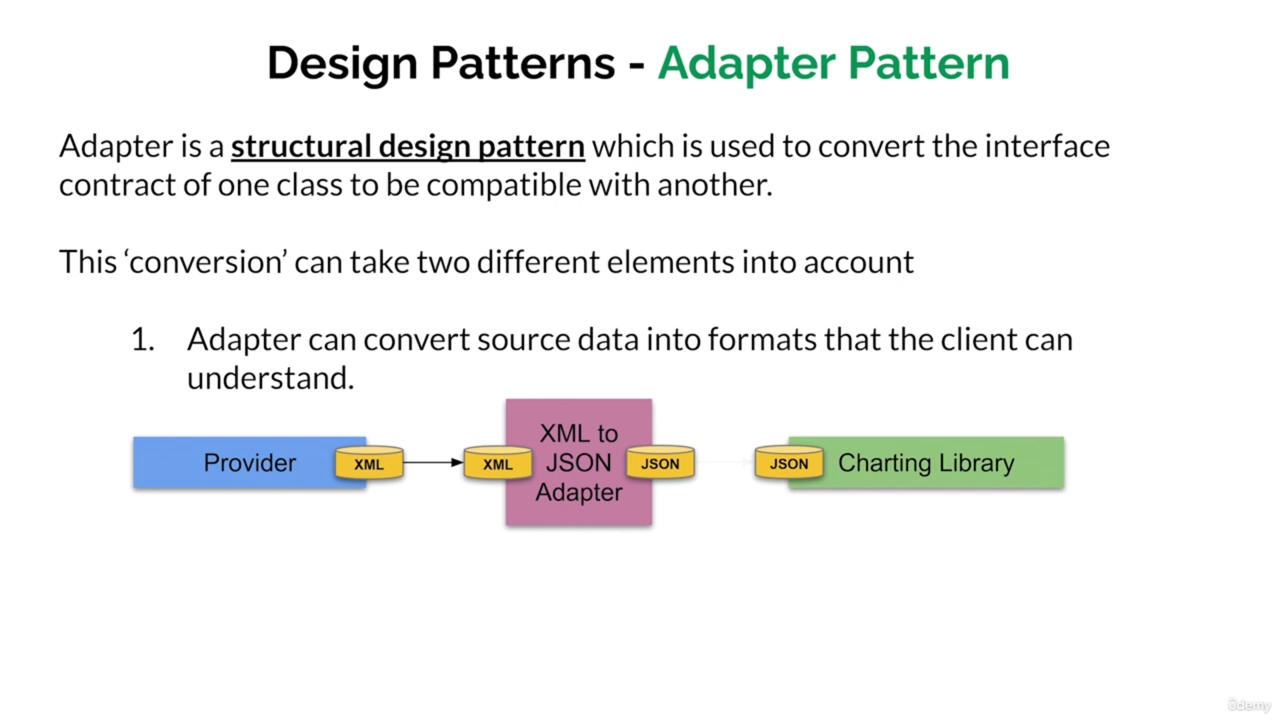 Design Patterns - Adapter Pattern
Adapter is a structural design pattern which is used to convert the interface
contract of one class to be compatible with another.
This ‘conversion’ can take two different elements into account
1. Adapter can convert source data into formats that the client can
understand.
Provider
XML
XML
XML to
JSON
Adapter
JSON
JSON
Charting Library
ûdemy